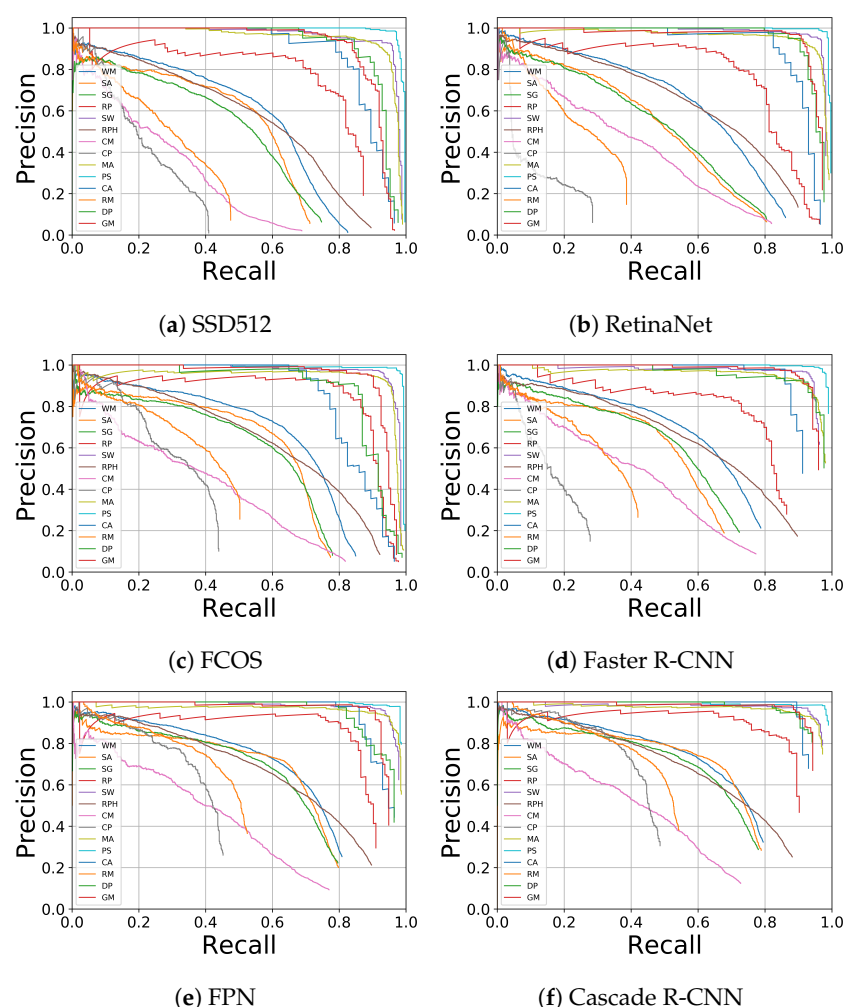 1.0
0.8
0.6
0.4
0.2
0.0
Precision
WM
SA
SG
RP
SW
RPH
CM
CP
MA
PS
CA
RM
DP
GM
0.0 0.2 0.4 0.6 0.8 1.0
Recall
(a) SSD512
1.0
0.8
0.6
0.4
0.2
0.0
Precision
WM
SA
SG
RP
SW
RPH
CM
CP
MA
PS
CA
RM
DP
GM
0.0 0.2 0.4 0.6 0.8 1.0
Recall
(b) RetinaNet
1.0
0.8
0.6
0.4
0.2
0.0
Precision
WM
SA
SG
RP
SW
RPH
CM
CP
MA
PS
CA
RM
DP
GM
0.0 0.2 0.4 0.6 0.8 1.0
Recall
(c) FCOS
1.0
0.8
0.6
0.4
0.2
0.0
Precision
WM
SA
SG
RP
SW
RPH
CM
CP
MA
PS
CA
RM
DP
GM
0.0 0.2 0.4 0.6 0.8 1.0
Recall
(d) Faster R-CNN
1.0
0.8
0.6
0.4
0.2
0.0
Precision
WM
SA
SG
RP
SW
RPH
CM
CP
MA
PS
CA
RM
DP
GM
0.0 0.2 0.4 0.6 0.8 1.0
Recall
(e) FPN
1.0
0.8
0.6
0.4
0.2
0.0
Precision
WM
SA
SG
RP
SW
RPH
CM
CP
MA
PS
CA
RM
DP
GM
0.0 0.2 0.4 0.6 0.8 1.0
Recall
(f) Cascade R-CNN